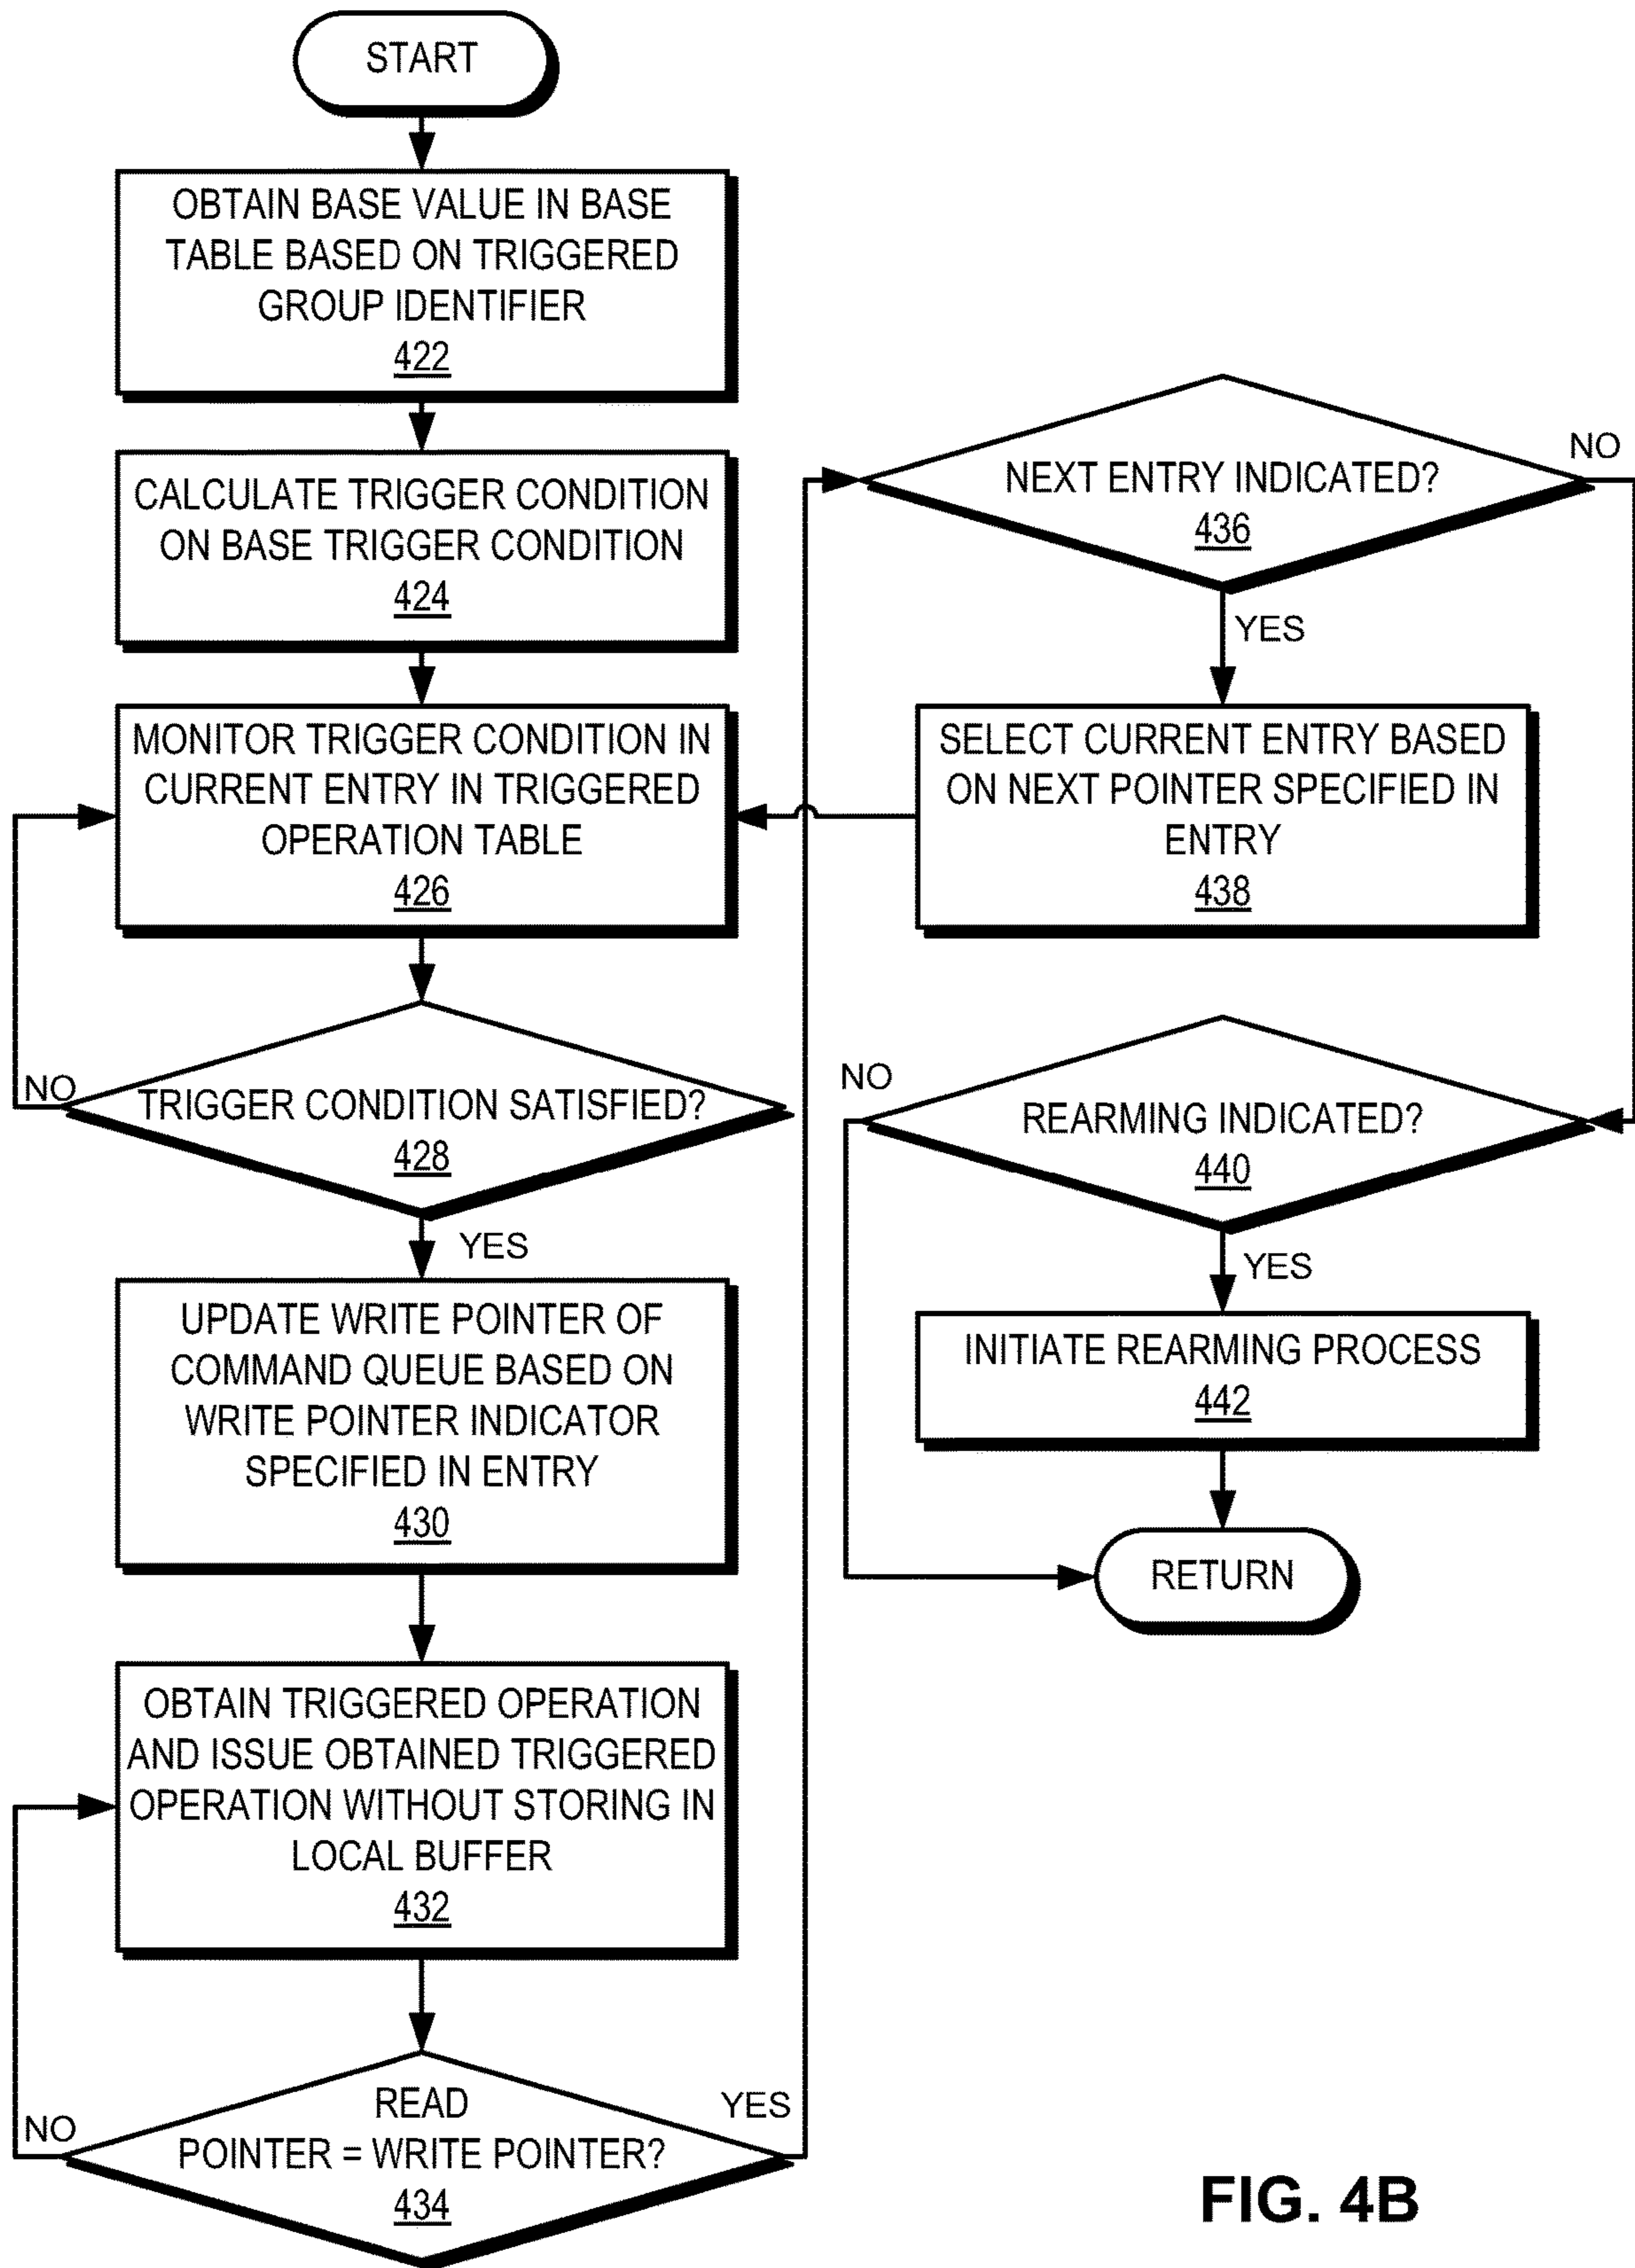 START
OBTAIN BASE VALUE IN BASE
TABLE BASED ON TRIGGERED
GROUP IDENTIFIER
422
CALCULATE TRIGGER CONDITION
ON BASE TRIGGER CONDITION
424
MONITOR TRIGGER CONDITION IN
CURRENT ENTRY IN TRIGGERED
OPERATION TABLE
426
NO
TRIGGER CONDITION SATISFIED?
428
YES
UPDATE WRITE POINTER OF
COMMAND QUEUE BASED ON
WRITE POINTER INDICATOR
SPECIFIED IN ENTRY
430
OBTAIN TRIGGERED OPERATION
AND ISSUE OBTAINED TRIGGERED
OPERATION WITHOUT STORING IN
LOCAL BUFFER
432
NO
READ
POINTER = WRITE POINTER?
434
YES
NEXT ENTRY INDICATED?
436
NO
YES
SELECT CURRENT ENTRY BASED
ON NEXT POINTER SPECIFIED IN
ENTRY
438
NO
REARMING INDICATED?
440
YES
INITIATE REARMING PROCESS
442
RETURN
FIG. 4B